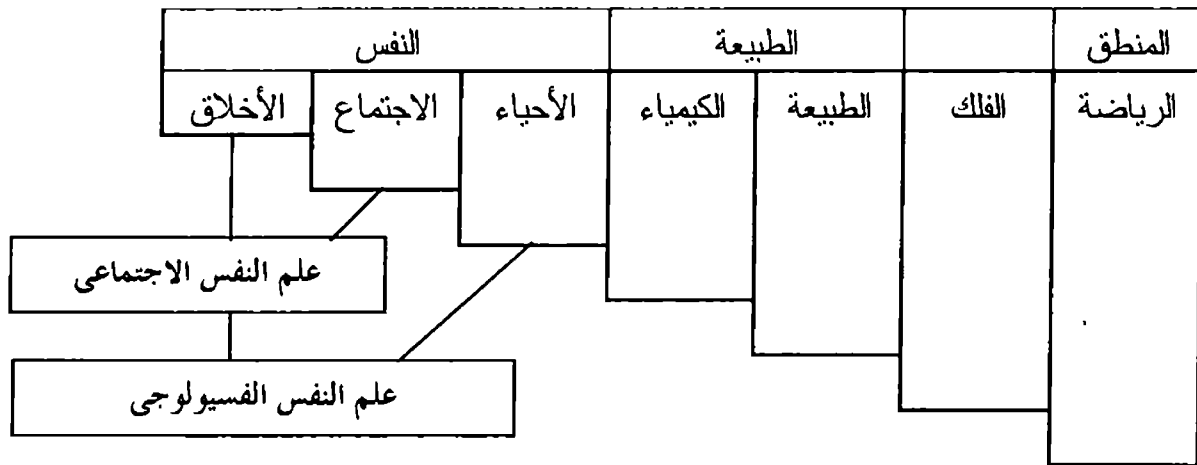 المنطق الطبيعة النفس
الرياضة الفلك الطبيعة الكيمياء الأحياء الاجتماع الأخلاق
علم النفس الاجتماعى
علم النفس الفسيولوجى